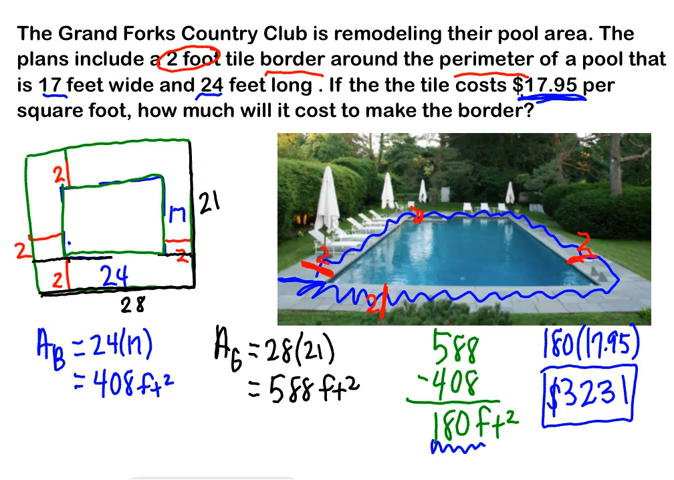 The Grand Forks Country Club is remodeling their pool area. The
plans include a 2 foot tile border around the perimeter of a pool that
is 17 feet wide and 24 feet long . If the the tile costs $17.95 per
square foot, how much will it cost to make the border?
2
17
21
2
2
2
24
28
2
2
2
2
A_B = 24(17)
= 408 ft²
A_G = 28(21)
= 588 ft²
588
-408
180 ft²
180(17.95)
$3231